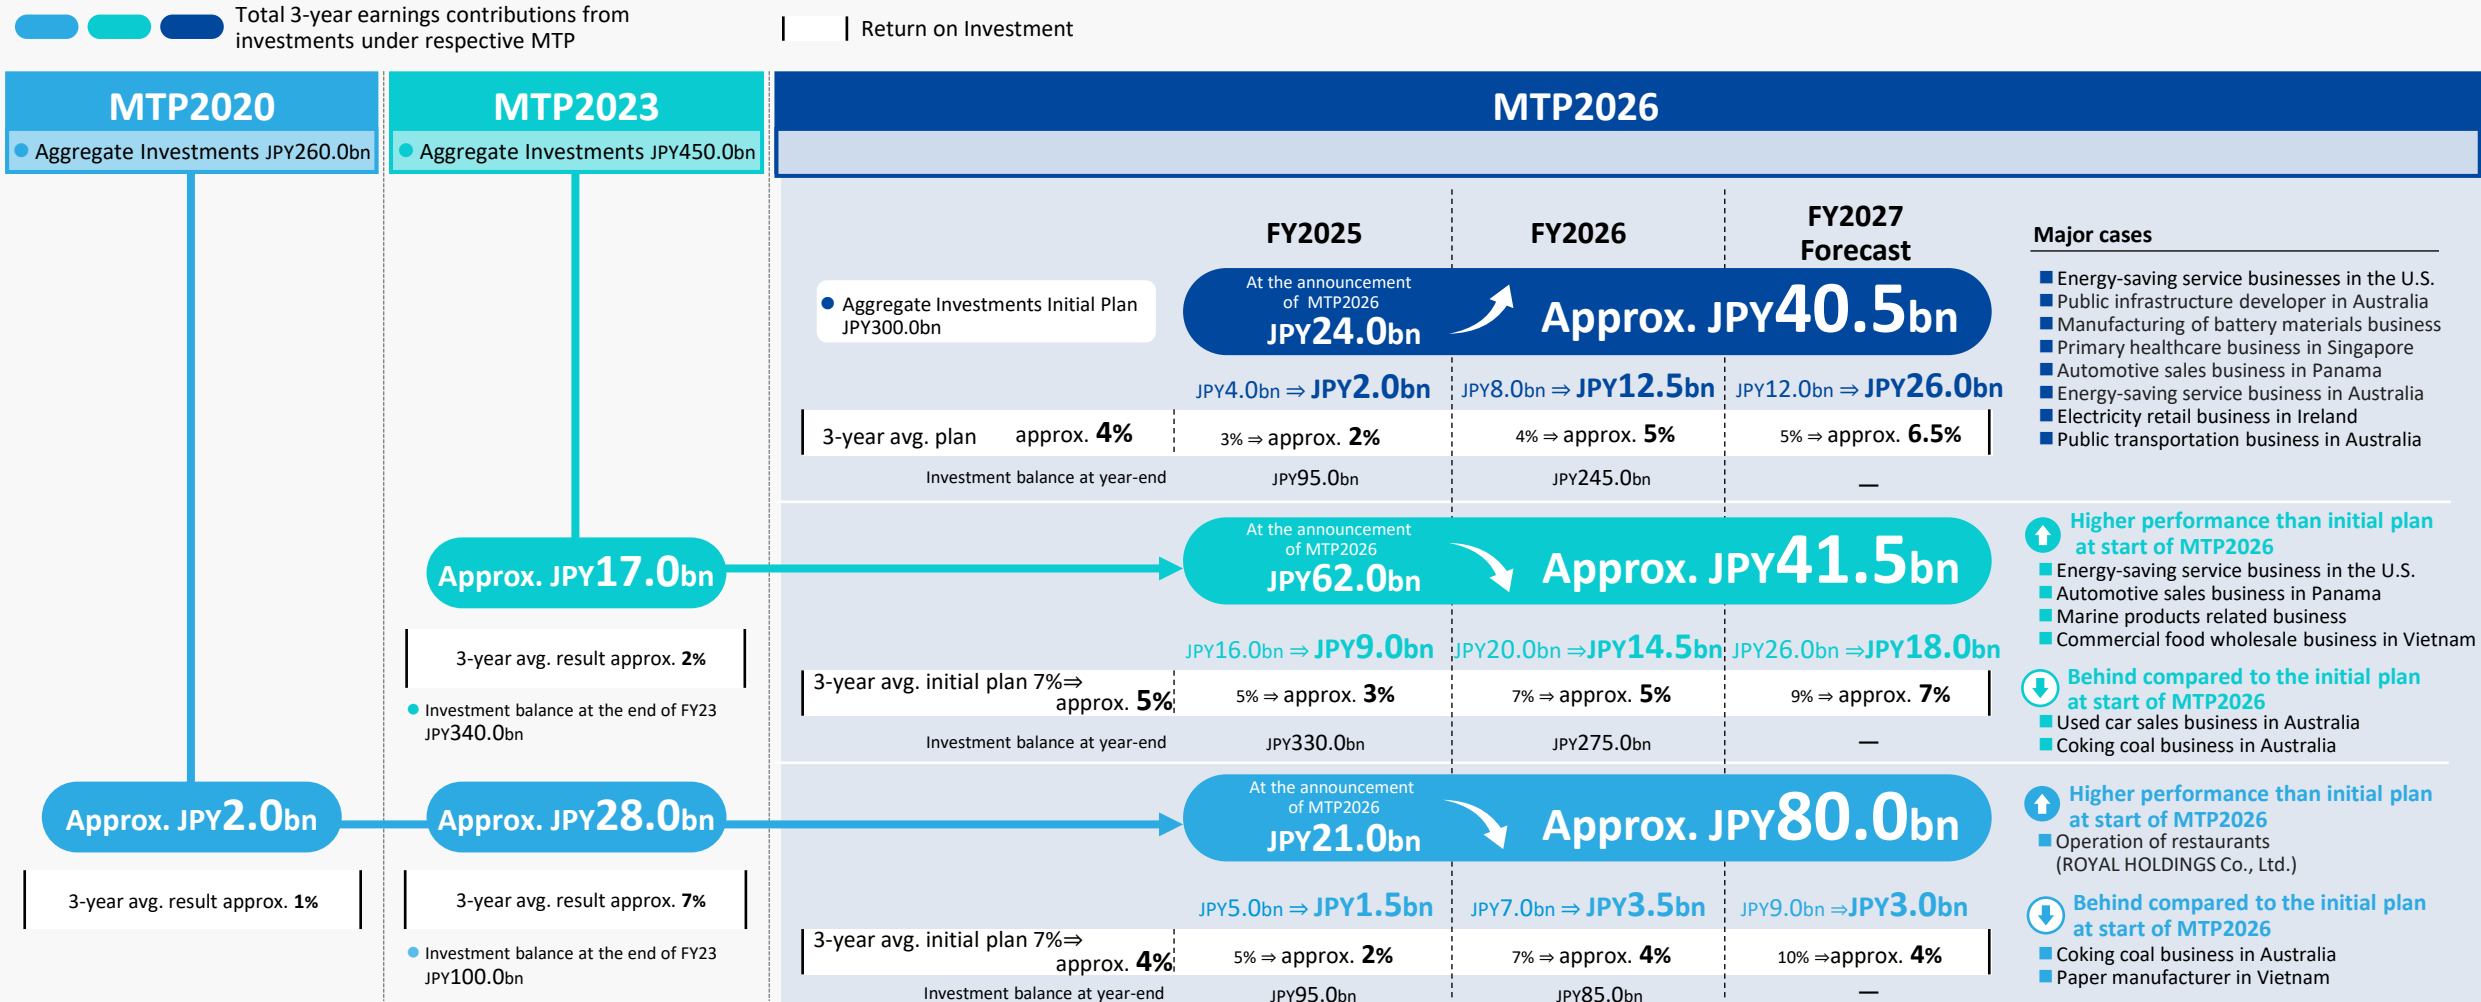 Total 3-year earnings contributions from
investments under respective MTP
Return on Investment
MTP2020
Aggregate Investments JPY260.0bn
MTP2023
Aggregate Investments JPY450.0bn
MTP2026
FY2025
FY2026
FY2027
Forecast
Aggregate Investments Initial Plan
JPY300.0bn
At the announcement
of MTP2026
JPY24.0bn
Approx. JPY40.5bn
JPY4.0bn ⇒ JPY2.0bn
JPY8.0bn ⇒ JPY12.5bn
JPY12.0bn ⇒ JPY26.0bn
3-year avg. plan approx. 4%
3% ⇒ approx. 2%
4% ⇒ approx. 5%
5% ⇒ approx. 6.5%
Investment balance at year-end
JPY95.0bn
JPY245.0bn
—
Major cases
Energy-saving service businesses in the U.S.
Public infrastructure developer in Australia
Manufacturing of battery materials business
Primary healthcare business in Singapore
Automotive sales business in Panama
Energy-saving service business in Australia
Electricity retail business in Ireland
Public transportation business in Australia
Approx. JPY17.0bn
3-year avg. result approx. 2%
Investment balance at the end of FY23
JPY340.0bn
At the announcement
of MTP2026
JPY62.0bn
Approx. JPY41.5bn
JPY16.0bn ⇒ JPY9.0bn
JPY20.0bn ⇒JPY14.5bn
JPY26.0bn ⇒JPY18.0bn
3-year avg. initial plan 7%⇒
approx. 5%
5% ⇒ approx. 3%
7% ⇒ approx. 5%
9% ⇒ approx. 7%
Investment balance at year-end
JPY330.0bn
JPY275.0bn
—
Higher performance than initial plan
at start of MTP2026
Energy-saving service business in the U.S.
Automotive sales business in Panama
Marine products related business
Commercial food wholesale business in Vietnam
Behind compared to the initial plan
at start of MTP2026
Used car sales business in Australia
Coking coal business in Australia
Approx. JPY2.0bn
3-year avg. result approx. 1%
Approx. JPY28.0bn
3-year avg. result approx. 7%
Investment balance at the end of FY23
JPY100.0bn
At the announcement
of MTP2026
JPY21.0bn
Approx. JPY80.0bn
JPY5.0bn ⇒ JPY1.5bn
JPY7.0bn ⇒ JPY3.5bn
JPY9.0bn ⇒JPY3.0bn
3-year avg. initial plan 7%⇒
approx. 4%
5% ⇒ approx. 2%
7% ⇒ approx. 4%
10% ⇒approx. 4%
Investment balance at year-end
JPY95.0bn
JPY85.0bn
—
Higher performance than initial plan
at start of MTP2026
Operation of restaurants
(ROYAL HOLDINGS Co., Ltd.)
Behind compared to the initial plan
at start of MTP2026
Coking coal business in Australia
Paper manufacturer in Vietnam